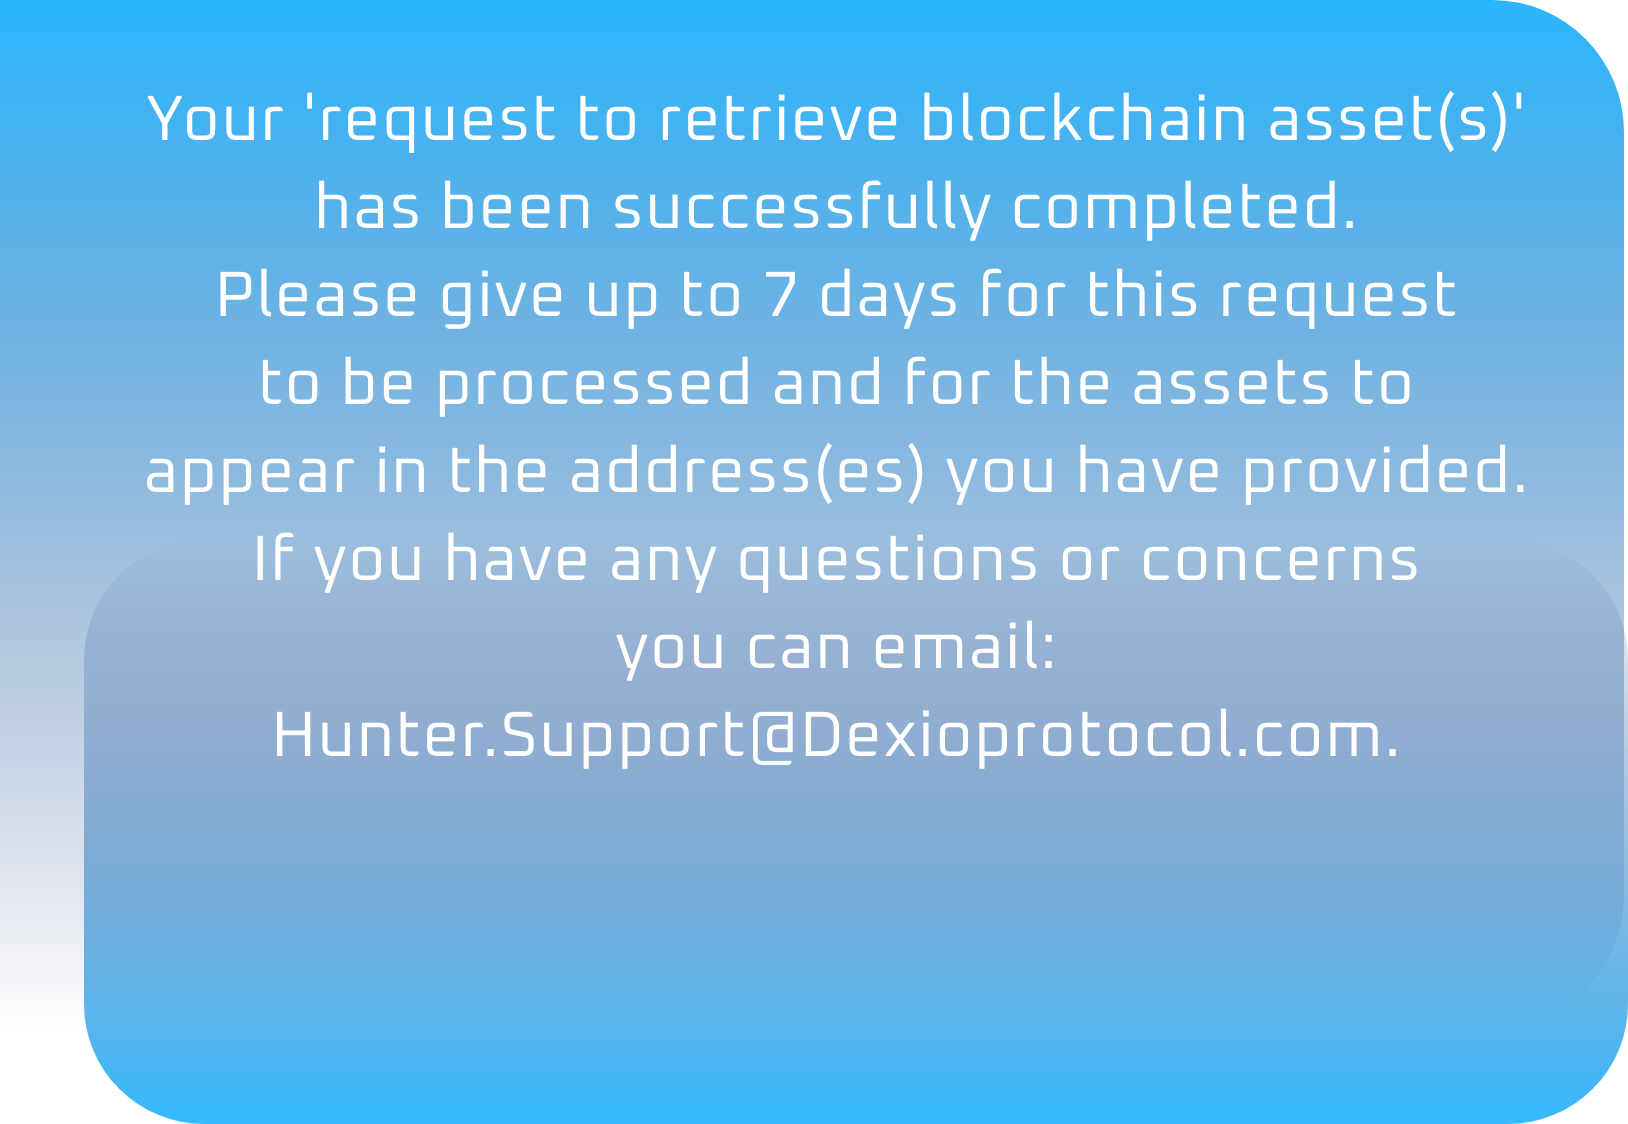 Your 'request to retrieve blockchain asset(s)'
has been successfully completed.
Please give up to 7 days for this request
to be processed and for the assets to
appear in the address(es) you have provided.
If you have any questions or concerns
you can email:
Hunter.Support@Dexioprotocol.com.